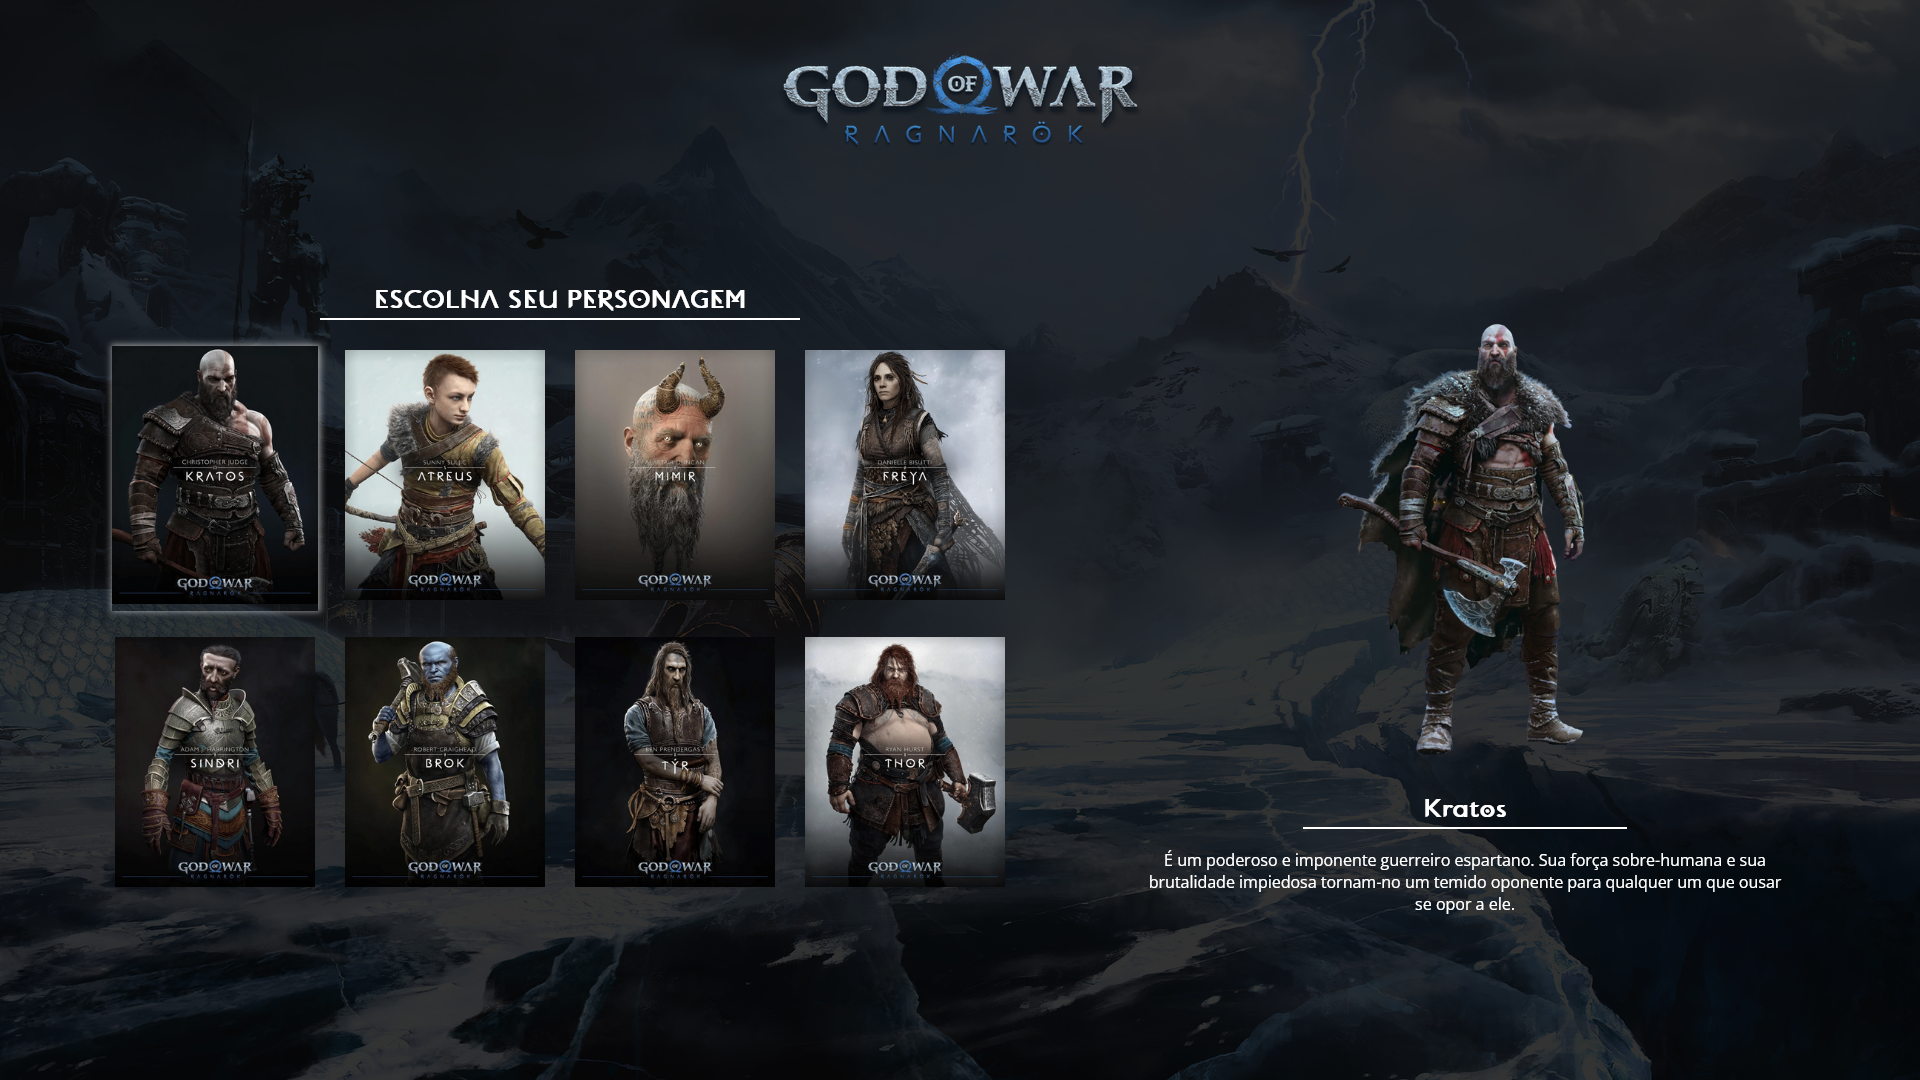 GOD OF WAR
RAGNARÖK
ESCOLHA SEU PERSONAGEM
CHRISTOPHER JUDGE
KRATOS
GOD OF WAR
RAGNARÖK
SUNNY SULJIC
ATREUS
GOD OF WAR
RAGNARÖK
MIMIR
GOD OF WAR
RAGNARÖK
DANIELLE BISUTTI
FREYA
GOD OF WAR
RAGNARÖK
ADAM J HARRINGTON
SINDRI
GOD OF WAR
RAGNARÖK
ROBERT CRAIGHEAD
BROK
GOD OF WAR
RAGNARÖK
BEN PRENDERGAST
TÝR
GOD OF WAR
RAGNARÖK
RYAN HURST
THOR
GOD OF WAR
RAGNARÖK
Kratos
É um poderoso e imponente guerreiro espartano. Sua força sobre-humana e sua
brutalidade impiedosa tornam-no um temido oponente para qualquer um que ousar
se opor a ele.